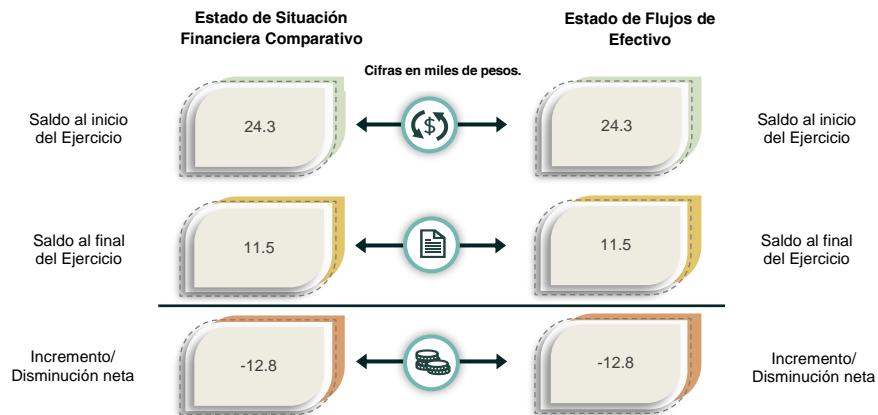 Estado de Situación
Financiera Comparativo
Estado de Flujos de
Efectivo
Cifras en miles de pesos.
Saldo al inicio
del Ejercicio
24.3
24.3
Saldo al inicio
del Ejercicio
Saldo al final
del Ejercicio
11.5
11.5
Saldo al final
del Ejercicio
Incremento/
Disminución neta
-12.8
-12.8
Incremento/
Disminución neta